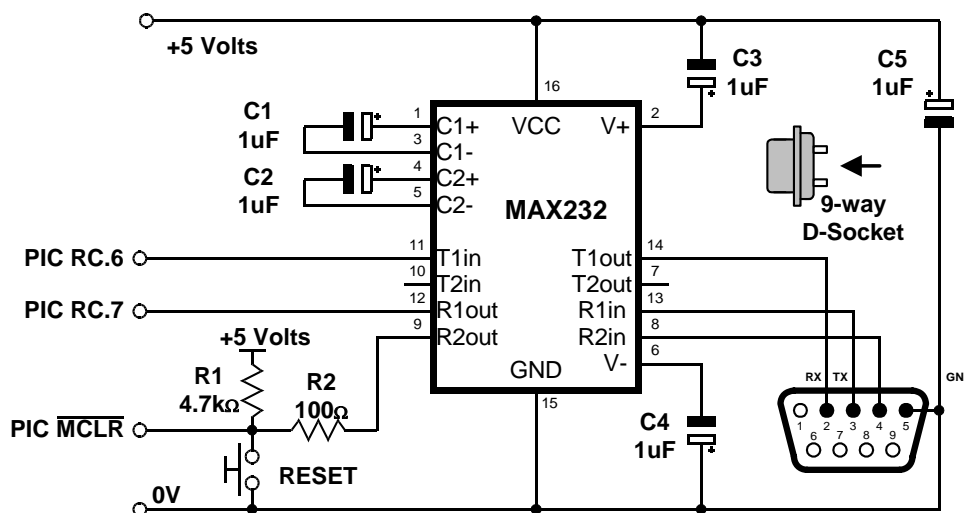 +5 Volts
C3
1uF
C5
1uF
C1
1uF
C2
1uF
16
1
3
4
5
C1+
C1-
C2+
C2-
VCC
V+
2
MAX232
9-way
D-Socket
PIC RC.6
11
T1in
10
T2in
PIC RC.7
12
R1out
9
R2out
T1out
14
T2out
7
R1in
13
R2in
8
V-
6
GND
15
+5 Volts
R1
4.7kΩ
R2
100Ω
PIC MCLR
RESET
0V
C4
1uF
RX
TX
GN
1
2
3
4
5
6
7
8
9